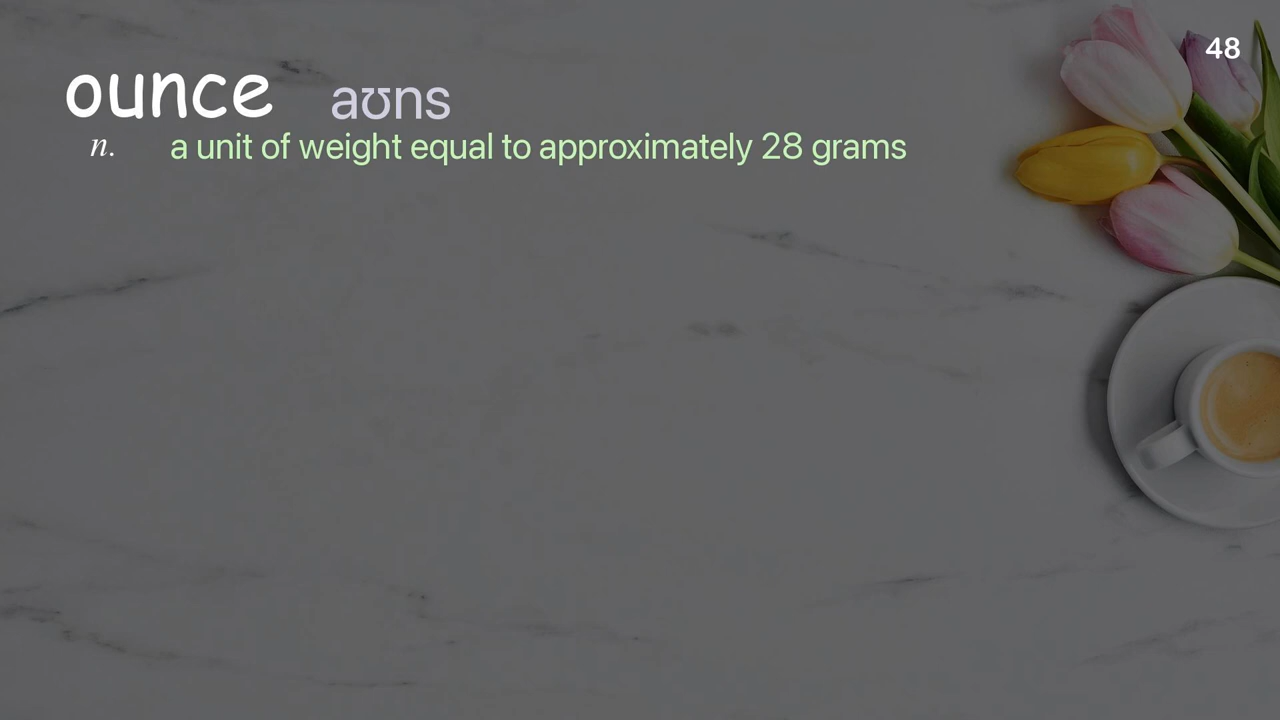 48
ounce aʊns
n. a unit of weight equal to approximately 28 grams